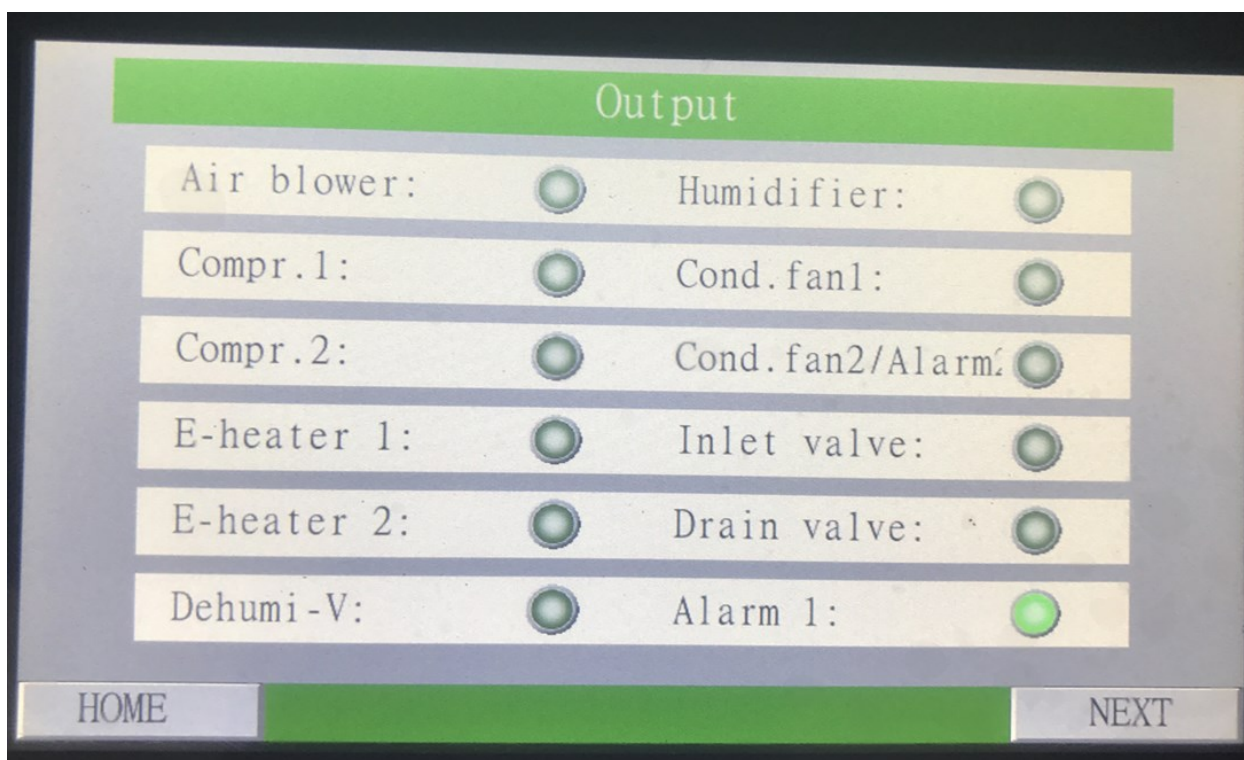 Output
Air blower: Humidifier:
Compr.1: Cond.fan1:
Compr.2: Cond.fan2/Alarm2
E-heater 1: Inlet valve:
E-heater 2: Drain valve:
Dehumi-V: Alarm 1:
HOME NEXT